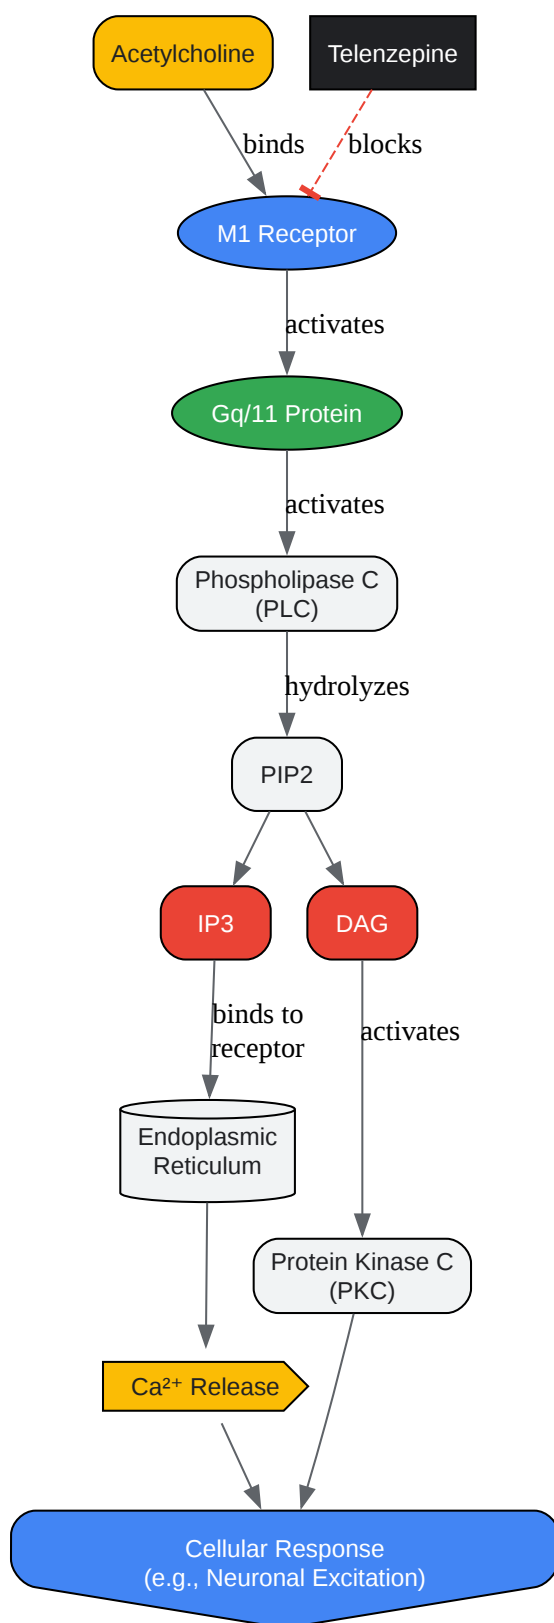 Acetylcholine
Telenzepine
binds
blocks
M1 Receptor
activates
Gq/11 Protein
activates
Phospholipase C
(PLC)
hydrolyzes
PIP2
IP3
DAG
binds to
receptor
activates
Endoplasmic
Reticulum
Protein Kinase C
(PKC)
Ca²⁺ Release
Cellular Response
(e.g., Neuronal Excitation)